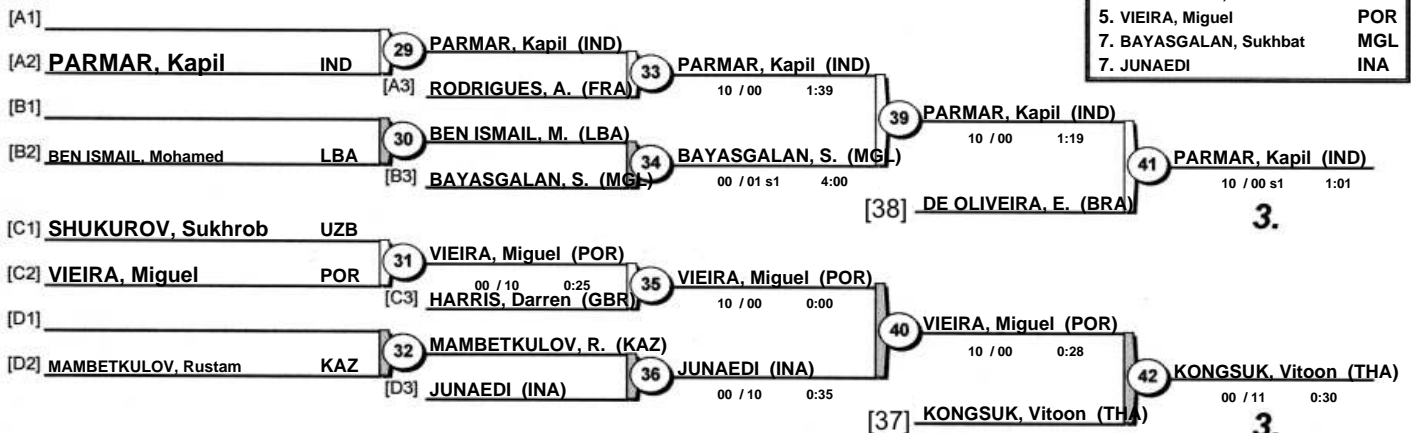 5. VIEIRA, Miguel POR
7. BAYASGALAN, Sukhbat MGL
7. JUNAEDI INA
[A1]
[A2] PARMAR, Kapil IND
29
PARMAR, Kapil (IND)
[A3] RODRIGUES, A. (FRA)
33
PARMAR, Kapil (IND)
10 / 00 1:39
[B1]
[B2] BEN ISMAIL, Mohamed LBA
30
BEN ISMAIL, M. (LBA)
[B3] BAYASGALAN, S. (MGL)
34
BAYASGALAN, S. (MGL)
00 / 01 s1 4:00
39
PARMAR, Kapil (IND)
10 / 00 1:19
[38] DE OLIVEIRA, E. (BRA)
41
PARMAR, Kapil (IND)
10 / 00 s1 1:01
3.
[C1] SHUKUROV, Sukhrob UZB
[C2] VIEIRA, Miguel POR
31
VIEIRA, Miguel (POR)
00 / 10 0:25
[C3] HARRIS, Darren (GBR)
35
VIEIRA, Miguel (POR)
10 / 00 0:00
[D1]
[D2] MAMBETKULOV, Rustam KAZ
32
MAMBETKULOV, R. (KAZ)
[D3] JUNAEDI (INA)
36
JUNAEDI (INA)
00 / 10 0:35
40
VIEIRA, Miguel (POR)
10 / 00 0:28
[37] KONGSUK, Vitoon (THA)
42
KONGSUK, Vitoon (THA)
00 / 11 0:30
3.